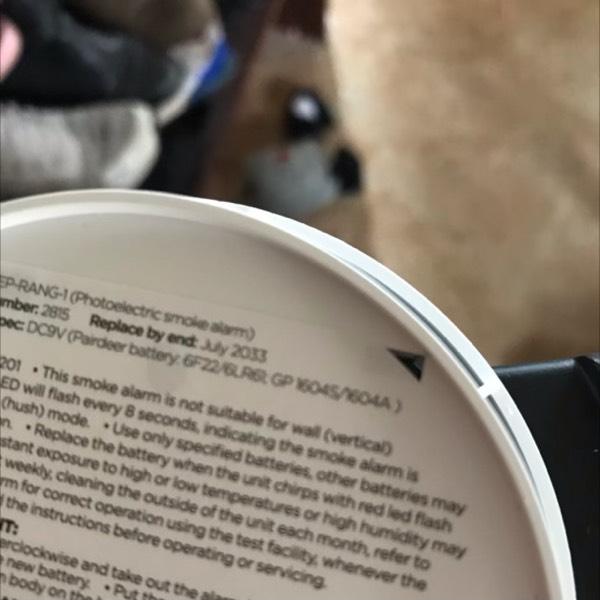 EP-RANG-1 (Photoelectric smoke alarm)
mber: 2815 Replace by end: July 2033
pec: DC9V (Pairdeer battery: 6F22/6LR61, GP 1604S/1604A )
201 • This smoke alarm is not suitable for wall (vertical)
ED will flash every 8 seconds, indicating the smoke alarm is
(hush) mode. • Use only specified batteries, other batteries may
n. • Replace the battery when the unit chirps with red led flash
stant exposure to high or low temperatures or high humidity may
weekly, cleaning the outside of the unit each month, refer to
rm for correct operation using the test facility, whenever the
the instructions before operating or servicing.
T:
erclockwise and take out the alar
new battery. • Put the
body on the